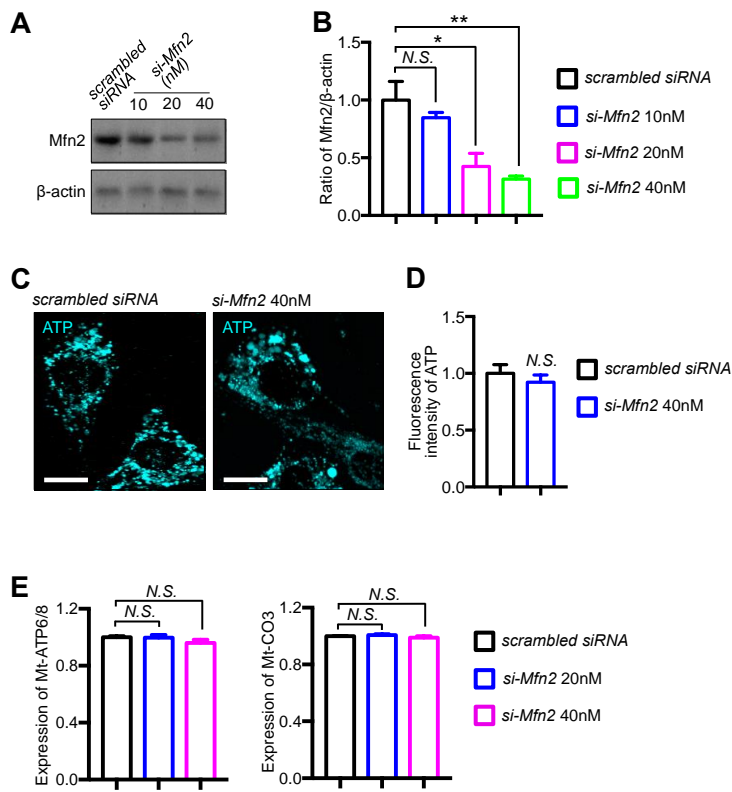 A
scrambled
siRNA
si-Mfn2
(nM)
10 20 40
Mfn2
β-actin
B
Ratio of Mfn2/β-actin
1.5
1.0
0.5
0.0
**
*
N.S.
scrambled siRNA
si-Mfn2 10nM
si-Mfn2 20nM
si-Mfn2 40nM
C
scrambled siRNA
si-Mfn2 40nM
ATP
ATP
D
Fluorescence
intensity of ATP
1.5
1.0
0.5
0.0
N.S.
scrambled siRNA
si-Mfn2 40nM
E
Expression of Mt-ATP6/8
1.2
0.8
0.4
0.0
N.S.
N.S.
Expression of Mt-CO3
1.2
0.8
0.4
0.0
N.S.
N.S.
scrambled siRNA
si-Mfn2 20nM
si-Mfn2 40nM